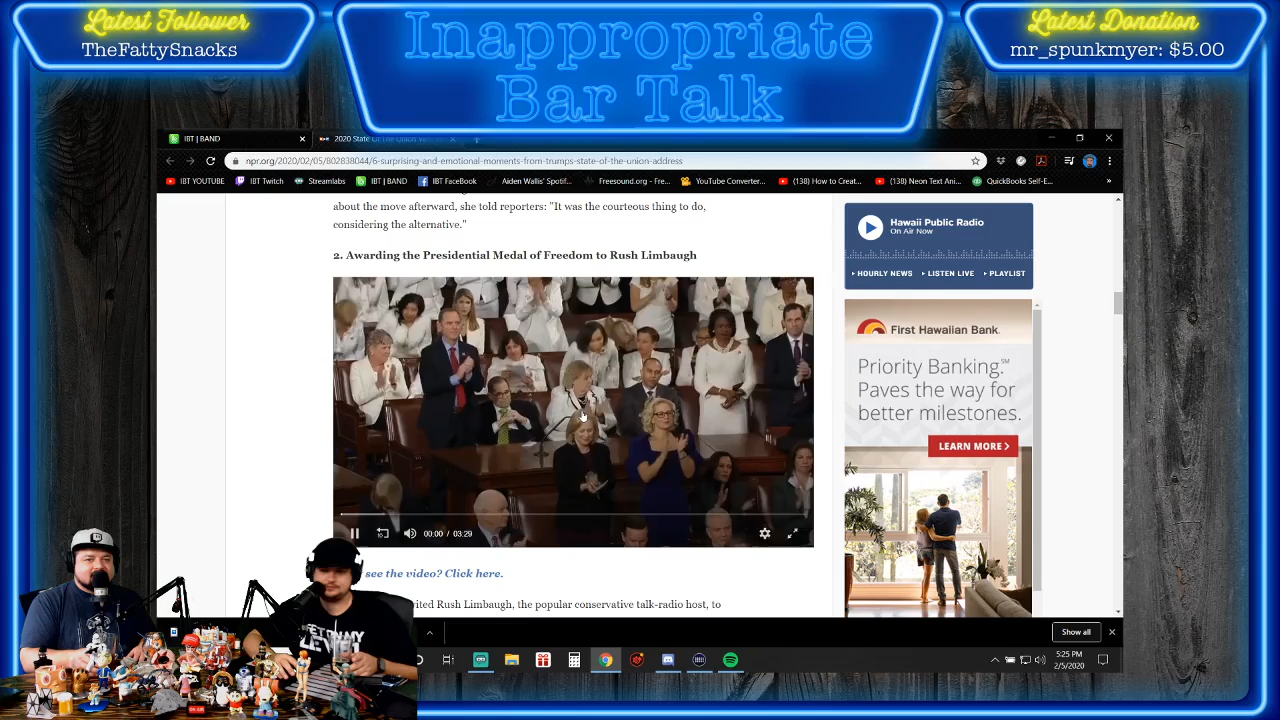 Latest Follower
TheFattySnacks
Inappropriate
Bar Talk
Latest Donation
mr_spunkmyer: $5.00
IBT | BAND
2020 State Of The Union
npr.org/2020/02/05/802838044/6-surprising-and-emotional-moments-from-trumps-state-of-the-union-address
IBT YOUTUBE
IBT Twitch
Streamlabs
IBT | BAND
IBT FaceBook
Aiden Wallis' Spotif...
Freesound.org - Fre...
YouTube Converter...
(138) How to Creat...
(138) Neon Text Ani...
QuickBooks Self-E...
about the move afterward, she told reporters: "It was the courteous thing to do,
considering the alternative."
2. Awarding the Presidential Medal of Freedom to Rush Limbaugh
00:00 / 03:29
see the video? Click here.
ited Rush Limbaugh, the popular conservative talk-radio host, to
Hawaii Public Radio
On Air Now
HOURLY NEWS
LISTEN LIVE
PLAYLIST
First Hawaiian Bank
Priority Banking.℠
Paves the way for
better milestones.
LEARN MORE
Show all
5:25 PM
2/5/2020